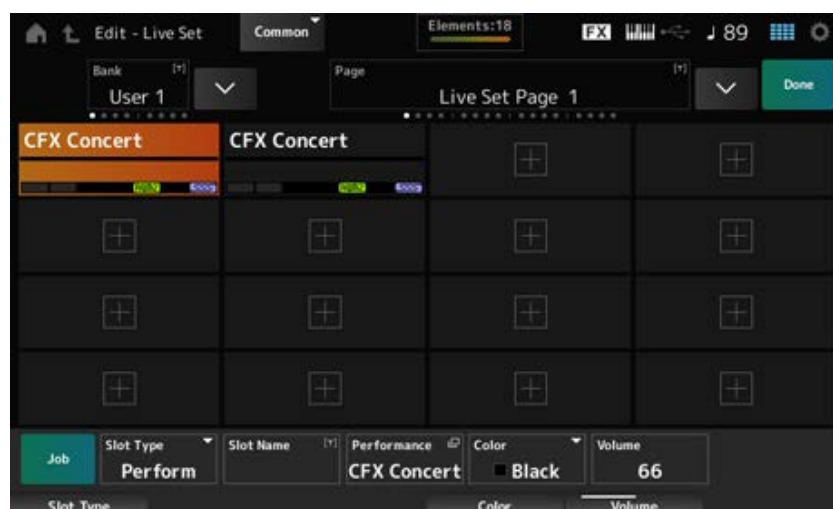 Edit - Live Set
Common
Elements:18
FX
♩ 89
Bank
[T]
User 1
Page
[T]
Live Set Page 1
Done
CFX Concert
CFX Concert
Job
Slot Type
Perform
Slot Name
[T]
Performance
CFX Concert
Color
Black
Volume
66
Slot Type
Color
Volume